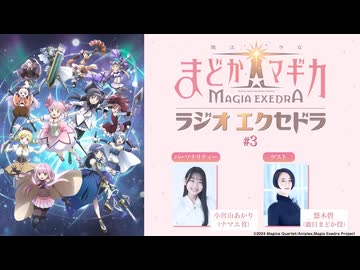 魔法少女
まどか☆マギカ
MAGIA EXEDRA
ラジオ エクセドラ
#3
パーソナリティー
ゲスト
小宮山あかり
(ナマエ 役)
悠木碧
(鹿目まどか役)
©2024 Magica Quartet/Aniplex,Magia Exedra Project